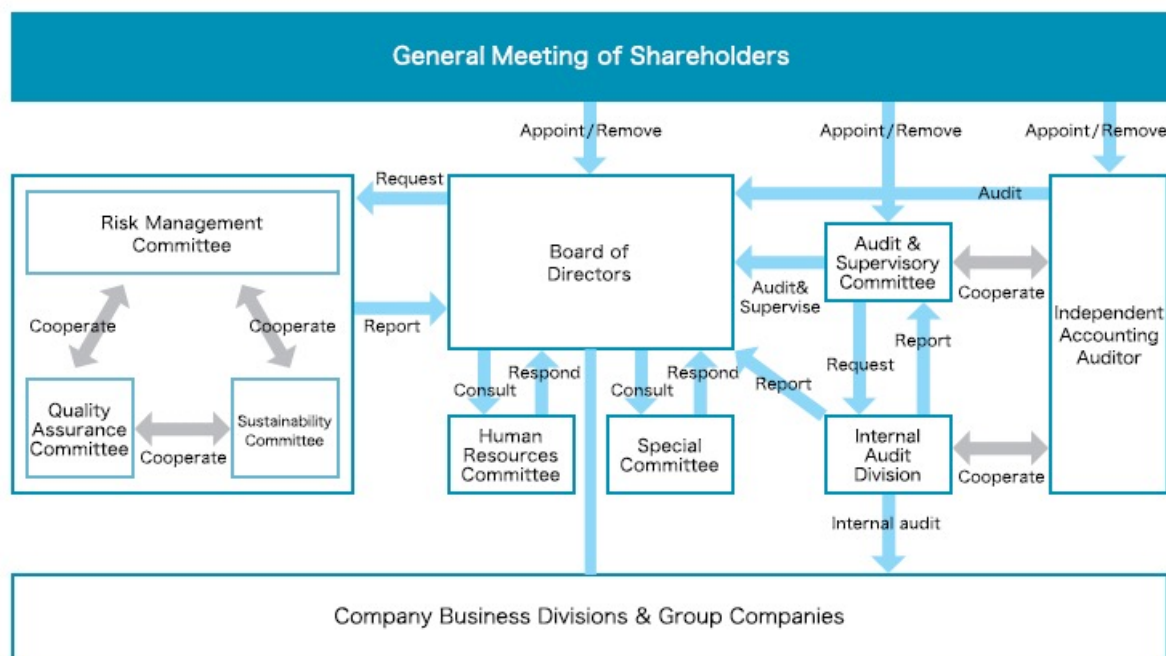 General Meeting of Shareholders
Appoint/Remove
Appoint/Remove
Appoint/Remove
Request
Risk Management
Committee
Cooperate
Cooperate
Quality
Assurance
Committee
Cooperate
Sustainability
Committee
Report
Board of
Directors
Audit
Audit&
Supervise
Audit &
Supervisory
Committee
Cooperate
Independent
Accounting
Auditor
Request
Report
Report
Consult
Respond
Consult
Respond
Human
Resources
Committee
Special
Committee
Internal
Audit
Division
Cooperate
Internal audit
Company Business Divisions & Group Companies